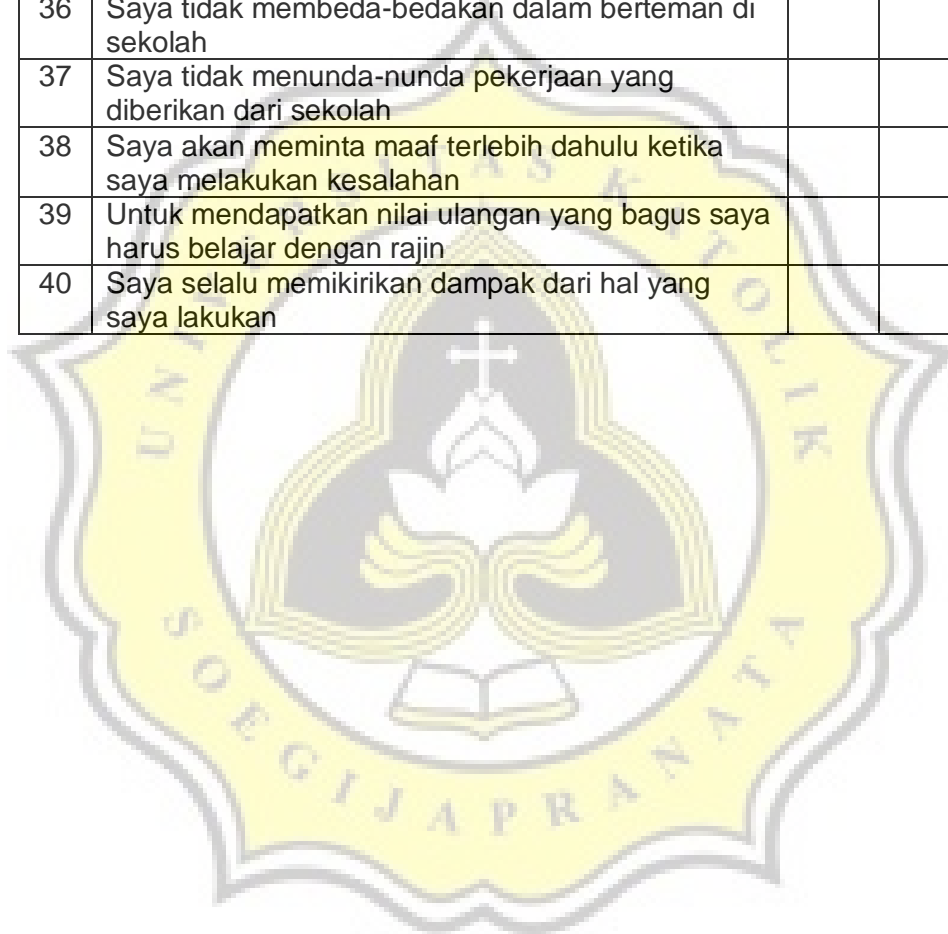 36 Saya tidak membeda-bedakan dalam berteman di
sekolah
37 Saya tidak menunda-nunda pekerjaan yang
diberikan dari sekolah
38 Saya akan meminta maaf terlebih dahulu ketika
saya melakukan kesalahan
39 Untuk mendapatkan nilai ulangan yang bagus saya
harus belajar dengan rajin
40 Saya selalu memikirikan dampak dari hal yang
saya lakukan
UNIVERSITAS KATOLIK
SOEGIJAPRANATA